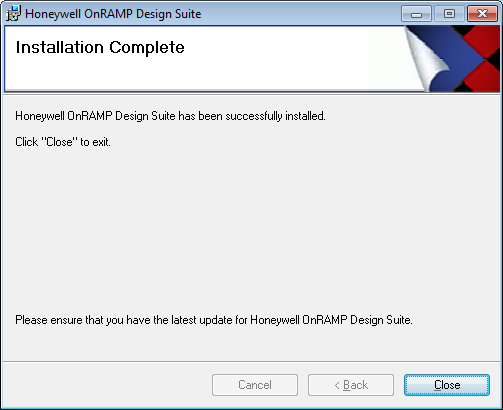 Honeywell OnRAMP Design Suite
Installation Complete
Honeywell OnRAMP Design Suite has been successfully installed.
Click "Close" to exit.
Please ensure that you have the latest update for Honeywell OnRAMP Design Suite.
Cancel
< Back
Close